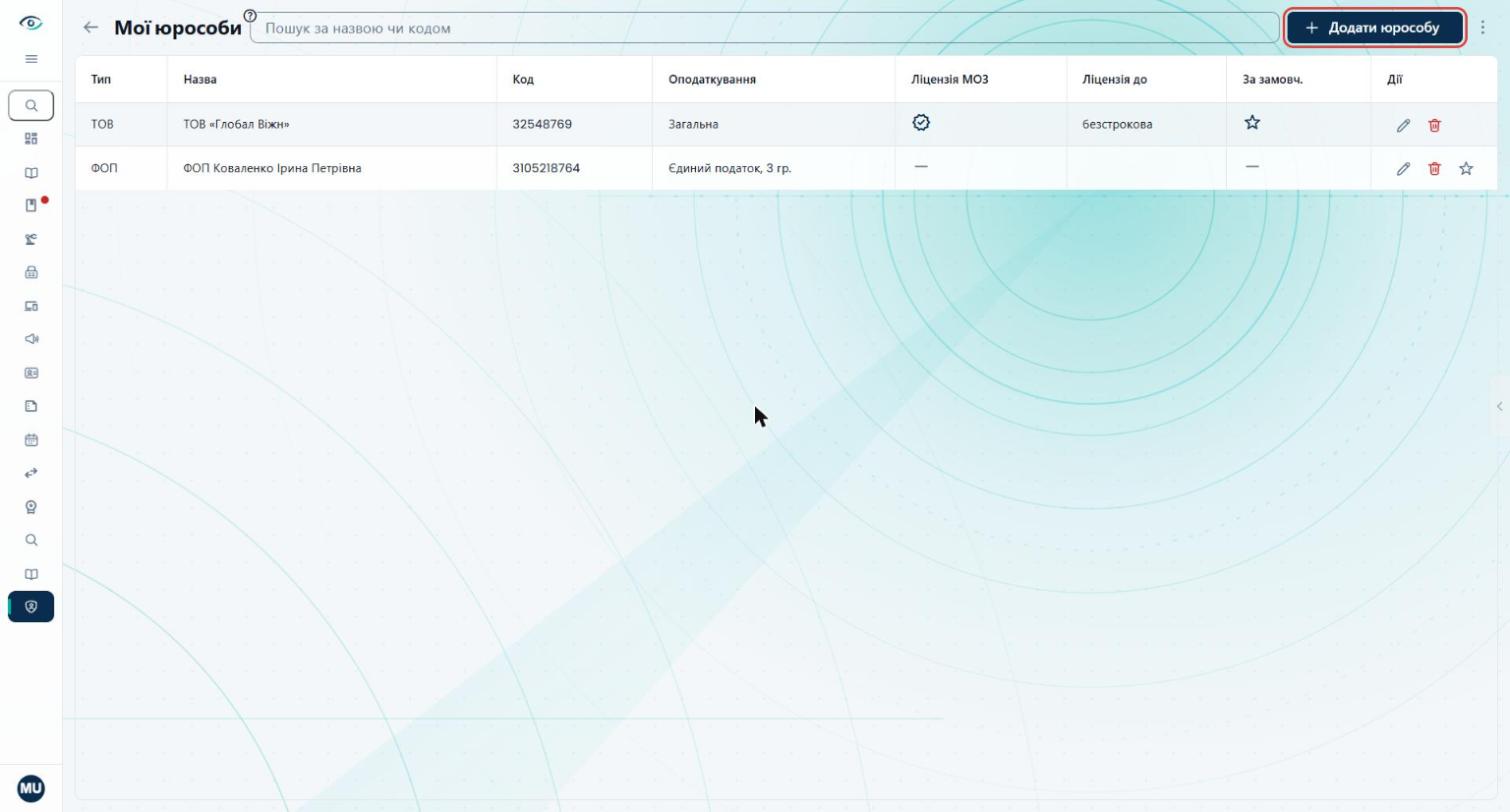 Мої юрособи
Пошук за назвою чи кодом
+ Додати юрособу
Тип Назва Код Оподаткування Ліцензія МОЗ Ліцензія до За замовч. Дії
ТОВ ТОВ «Глобал Віжн» 32548769 Загальна безстрокова
ФОП ФОП Коваленко Ірина Петрівна 3105218764 Єдиний податок, 3 гр. — —
MU